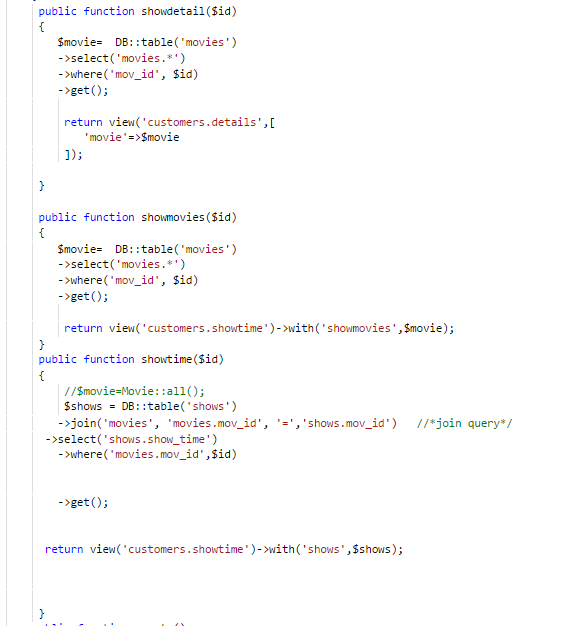 public function showdetail($id)
{
$movie=  DB::table('movies')
->select('movies.*')
->where('mov_id', $id)
->get();
return view('customers.details',[
'movie'=>$movie
]);
}
public function showmovies($id)
{
$movie=  DB::table('movies')
->select('movies.*')
->where('mov_id', $id)
->get();
return view('customers.showtime')->with('showmovies',$movie);
}
public function showtime($id)
{
//$movie=Movie::all();
$shows = DB::table('shows')
->join('movies', 'movies.mov_id', '=','shows.mov_id')   //*join query*/
->select('shows.show_time')
->where('movies.mov_id',$id)
->get();
return view('customers.showtime')->with('shows',$shows);
}